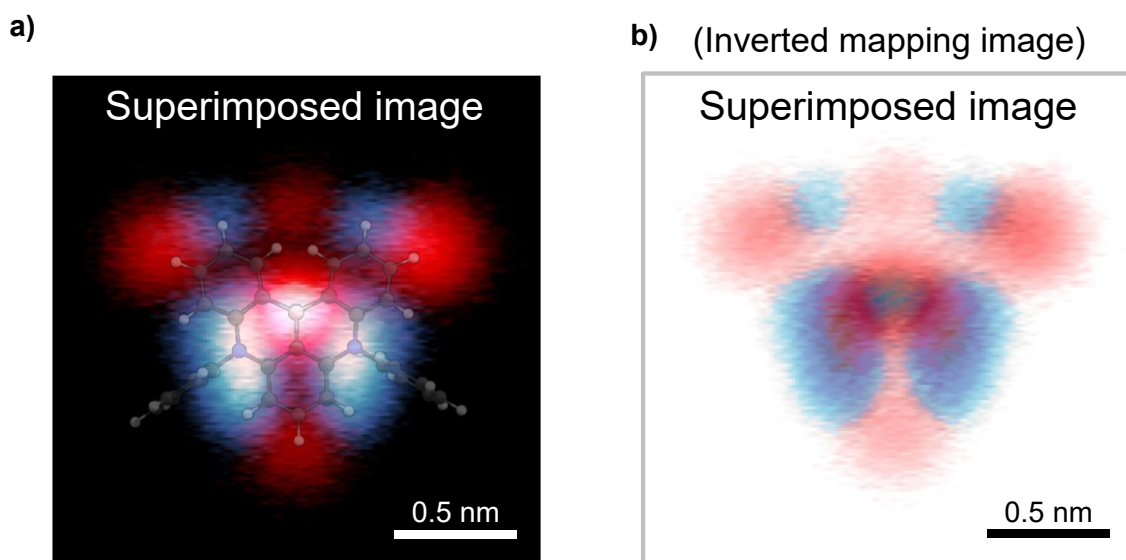 a)
Superimposed image
0.5 nm
b) (Inverted mapping image)
Superimposed image
0.5 nm